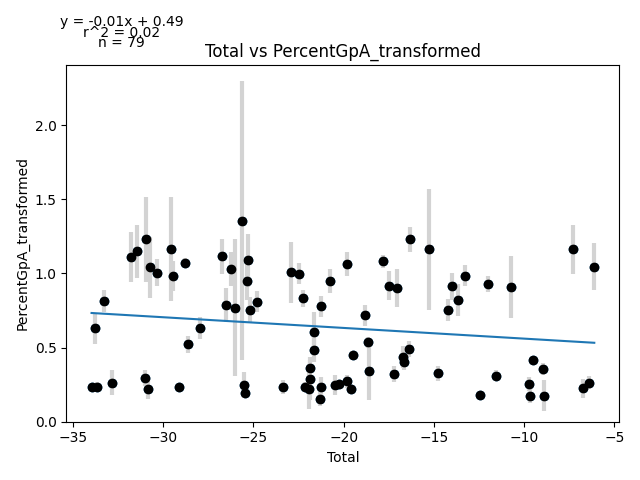 y = -0.01x + 0.49
r^2 = 0.02
n = 79
Total vs PercentGpA_transformed
PercentGpA_transformed
2.0
1.5
1.0
0.5
0.0
−35 −30 −25 −20 −15 −10 −5
Total